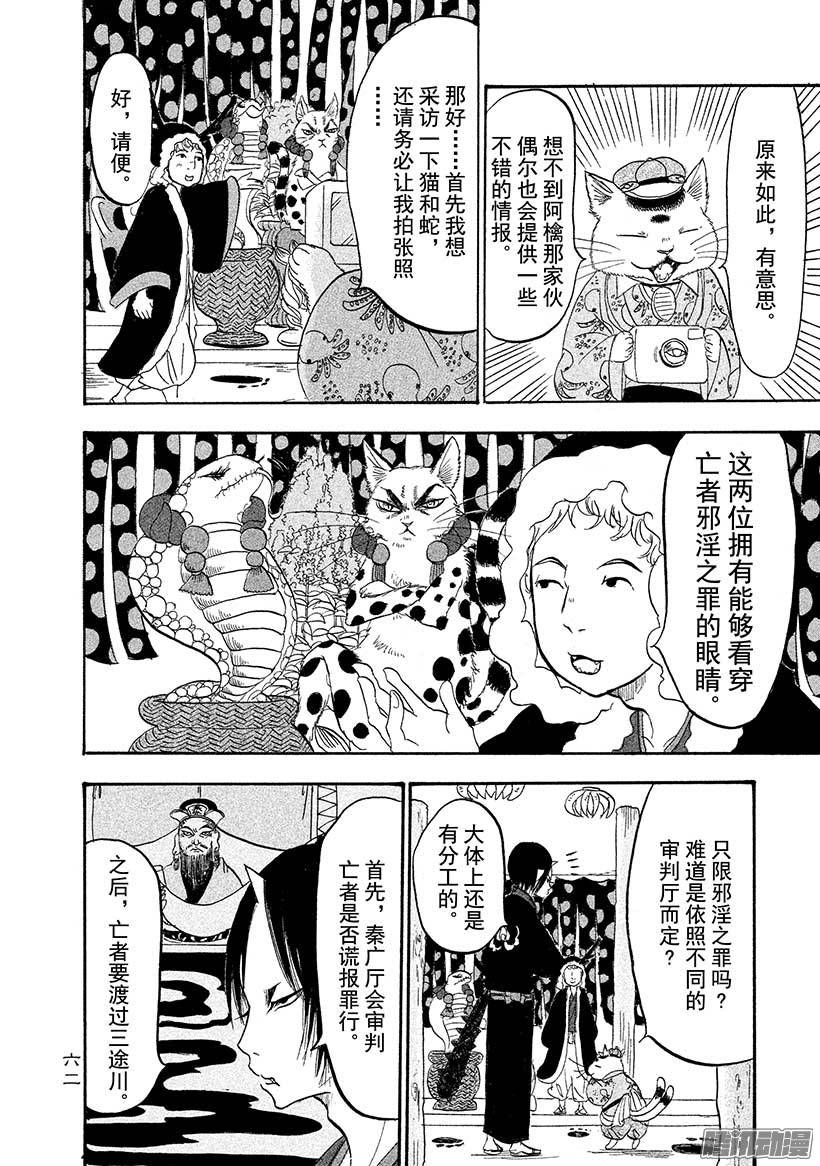 原来如此，有意思。
想不到阿檎那家伙
偶尔也会提供一些
不错的情报。
那好……首先我想
采访一下猫和蛇，
还请务必让我拍张照
……
好，请便。
这两位拥有能够看穿
亡者邪淫之罪的眼睛。
只限邪淫之罪吗？
难道是依照不同的
审判厅而定？
大体上还是
有分工的。
首先，秦广厅会审判
亡者是否谎报罪行。
之后，亡者要渡过三途川。
六二
腾讯动漫